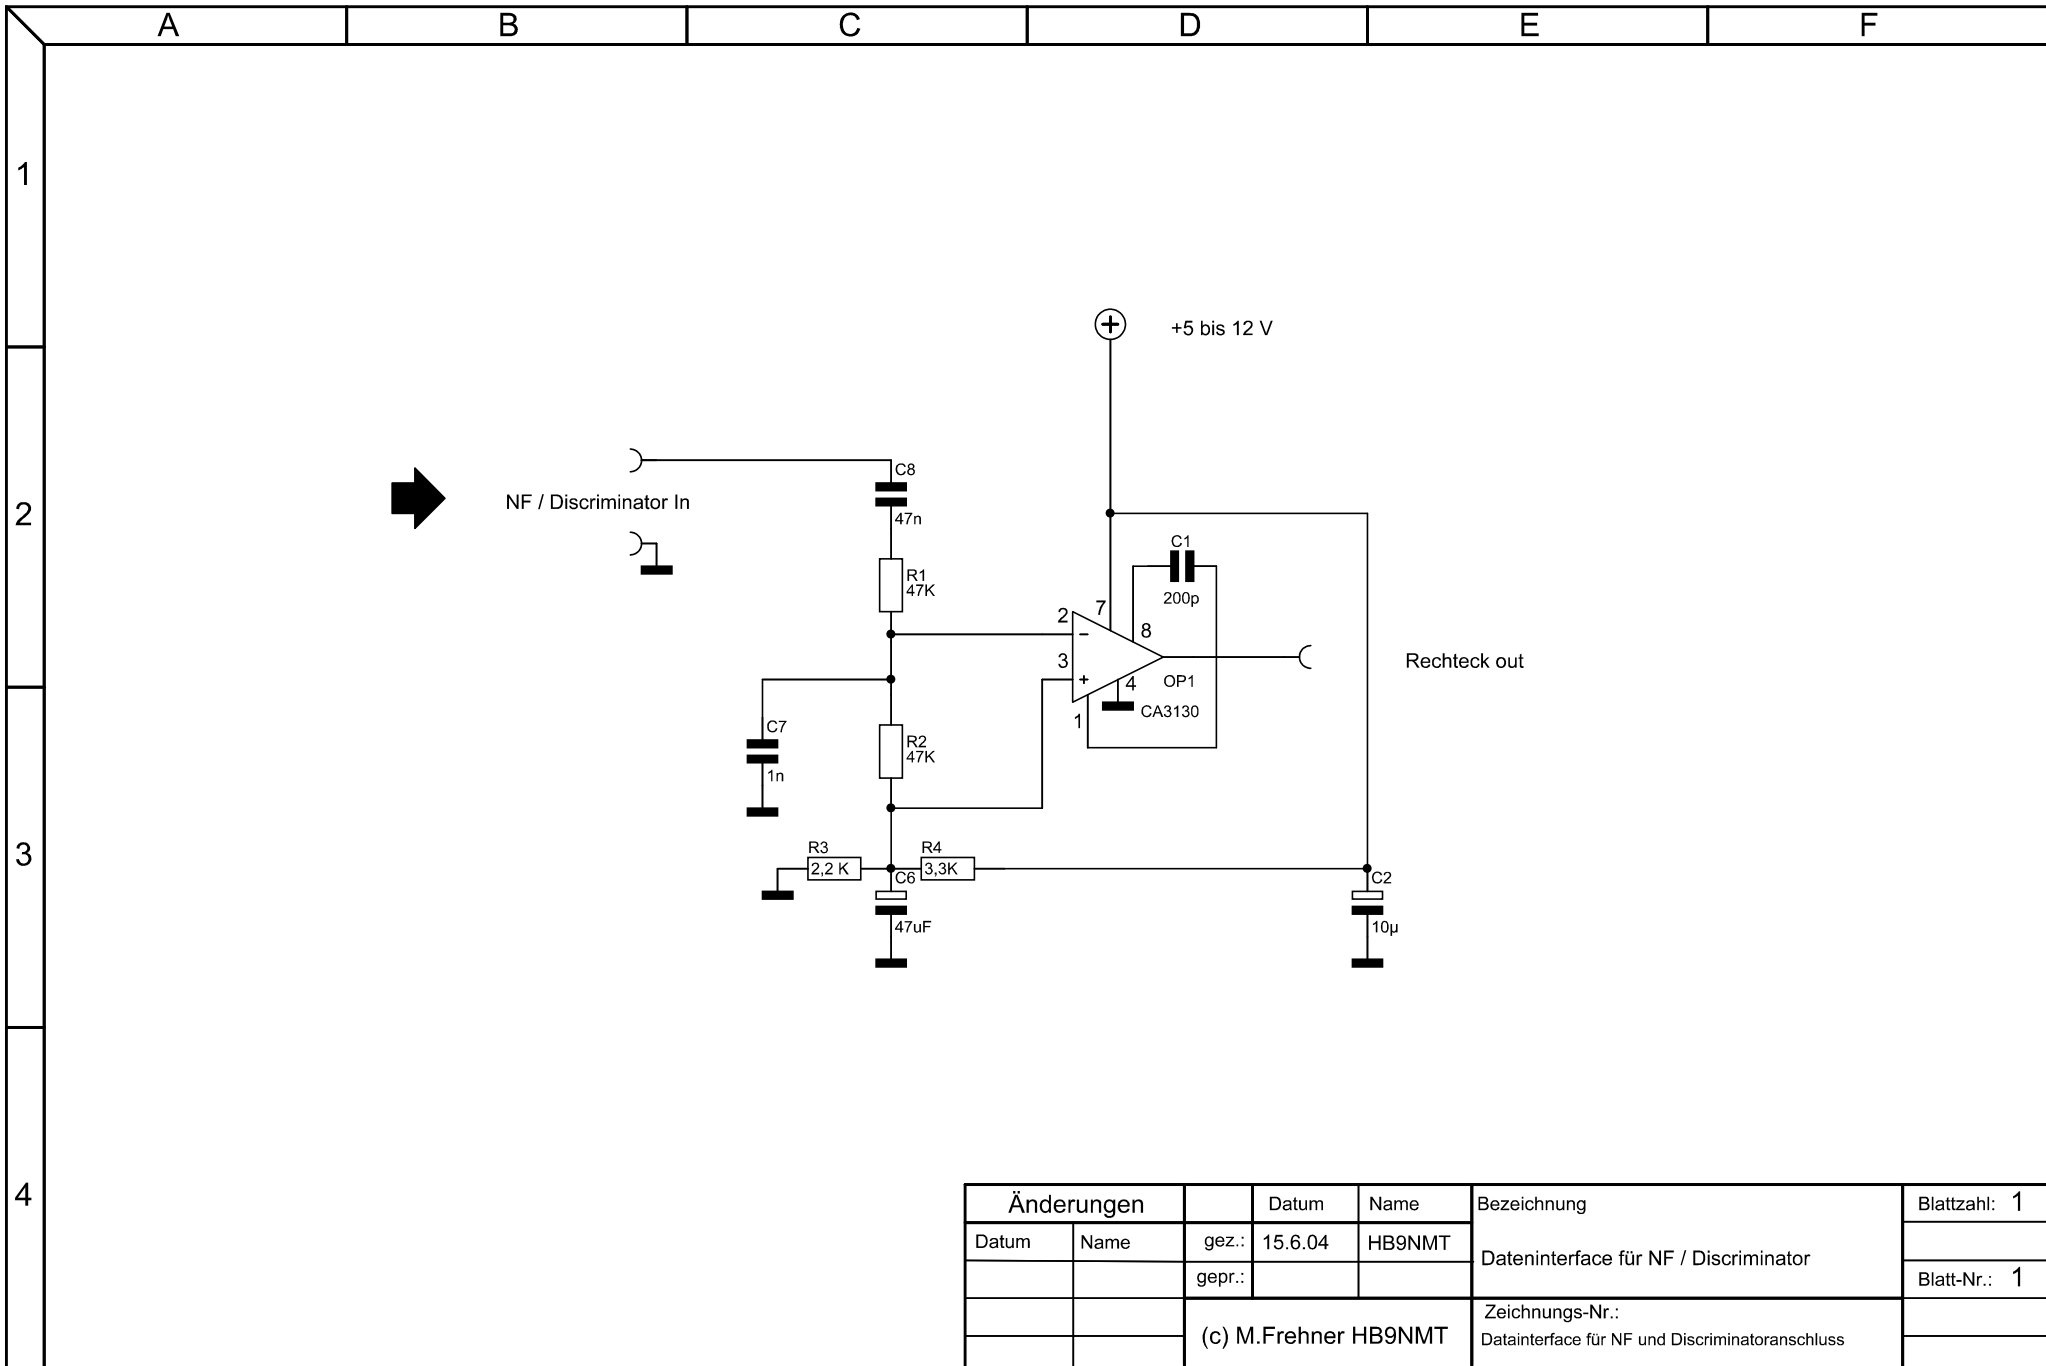 A B C D E F
1
+5 bis 12 V
C8
2
NF / Discriminator In
47n
C1
R1
47K
200p
2
7
8
3
Rechteck out
4
OP1
CA3130
1
-
+
C7
R2
47K
1n
3
R3
R4
2,2 K
3,3K
C6
C2
47uF
10µ
4
Änderungen
Datum
Name
Bezeichnung
Blattzahl: 1
Datum
Name
gez.:
15.6.04
HB9NMT
Dateninterface für NF / Discriminator
gepr.:
Blatt-Nr.: 1
(c) M.Frehner HB9NMT
Zeichnungs-Nr.:
Datainterface für NF und Discriminatoranschluss